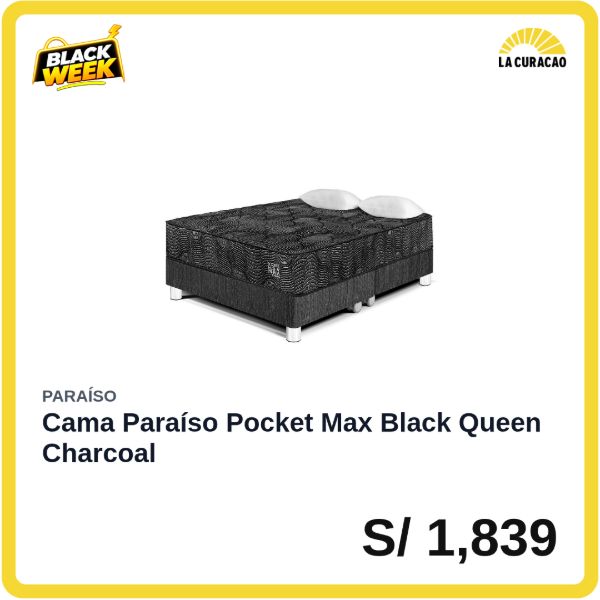 BLACK
WEEK
LA CURACAO
PARAÍSO
Cama Paraíso Pocket Max Black Queen
Charcoal
S/ 1,839